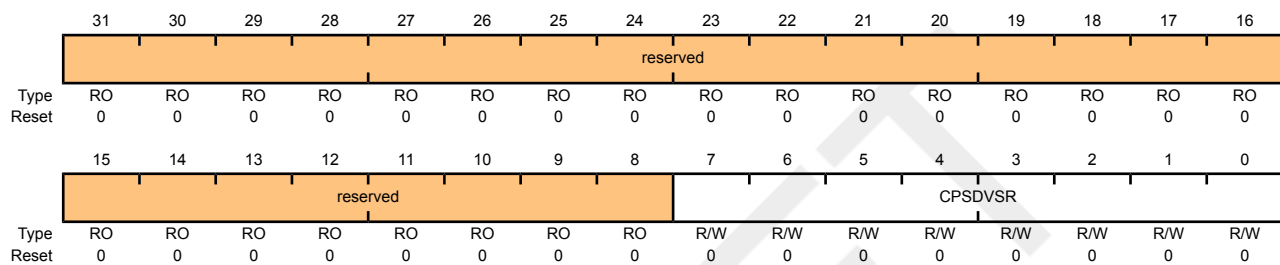 31 30 29 28 27 26 25 24 23 22 21 20 19 18 17 16
reserved
Type RO RO RO RO RO RO RO RO RO RO RO RO RO RO RO RO
Reset 0 0 0 0 0 0 0 0 0 0 0 0 0 0 0 0
15 14 13 12 11 10 9 8 7 6 5 4 3 2 1 0
reserved CPSDVSR
Type RO RO RO RO RO RO RO RO R/W R/W R/W R/W R/W R/W R/W R/W
Reset 0 0 0 0 0 0 0 0 0 0 0 0 0 0 0 0